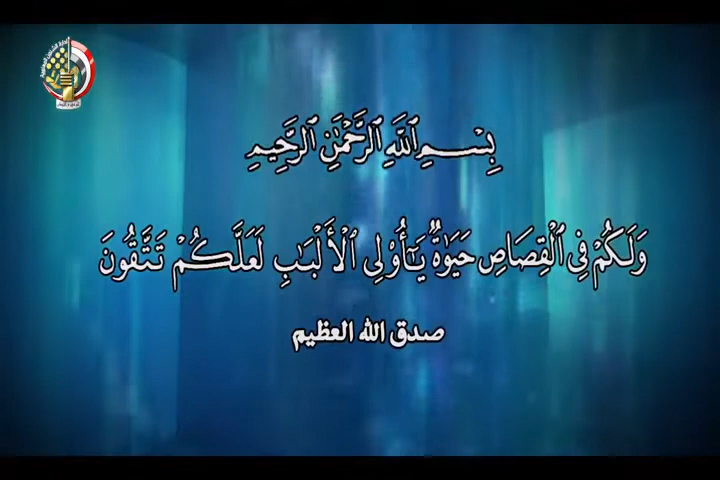 بِسْمِ ٱللَّهِ ٱلرَّحْمَٰنِ ٱلرَّحِيمِ
وَلَكُمْ فِى ٱلْقِصَاصِ حَيَوٰةٌ يَٰٓأُو۟لِى ٱلْأَلْبَٰبِ لَعَلَّكُمْ تَتَّقُونَ
صدق الله العظيم